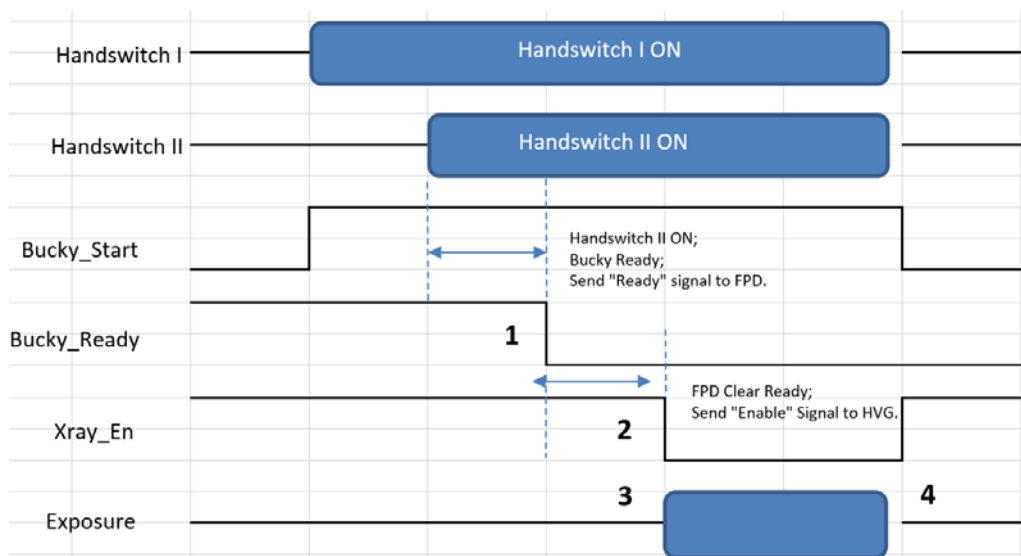 Handswitch I
Handswitch I ON
Handswitch II
Handswitch II ON
Bucky_Start
Handswitch II ON;
Bucky Ready;
Send "Ready" signal to FPD.
Bucky_Ready
1
FPD Clear Ready;
Send "Enable" Signal to HVG.
Xray_En
2
3
4
Exposure